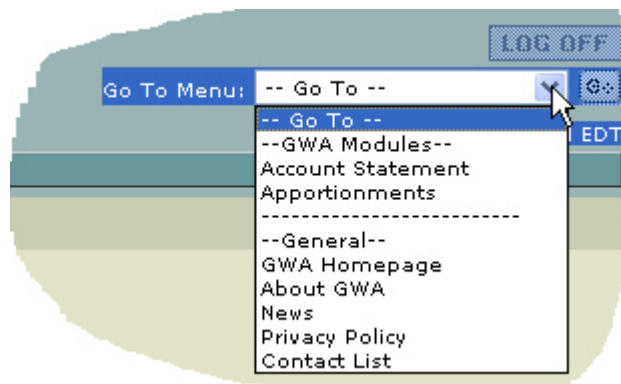 LOG OFF
Go To Menu: -- Go To -- Go
-- Go To --
EDT
--GWA Modules--
Account Statement
Apportionments
--------------------------
--General--
GWA Homepage
About GWA
News
Privacy Policy
Contact List